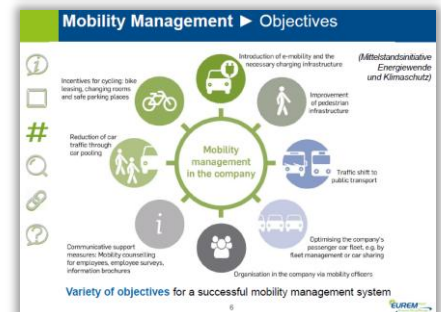 Mobility Management ► Objectives
Introduction of e-mobility and the
necessary charging infrastructure
(Mittelstandsinitiative
Energiewende
und Klimaschutz)
Incentives for cycling: bike
leasing, changing rooms
and safe parking places
Improvement
of pedestrian
infrastructure
#
Reduction of car
traffic through
car pooling
Mobility
management
in the company
Traffic shift to
public transport
i
Communicative support
measures: Mobility counselling
for employees, employee surveys,
information brochures
Optimising the company's
passenger car fleet, e.g. by
fleet management or car sharing
Organisation in the company via mobility officers
Variety of objectives for a successful mobility management system
6
EUREM